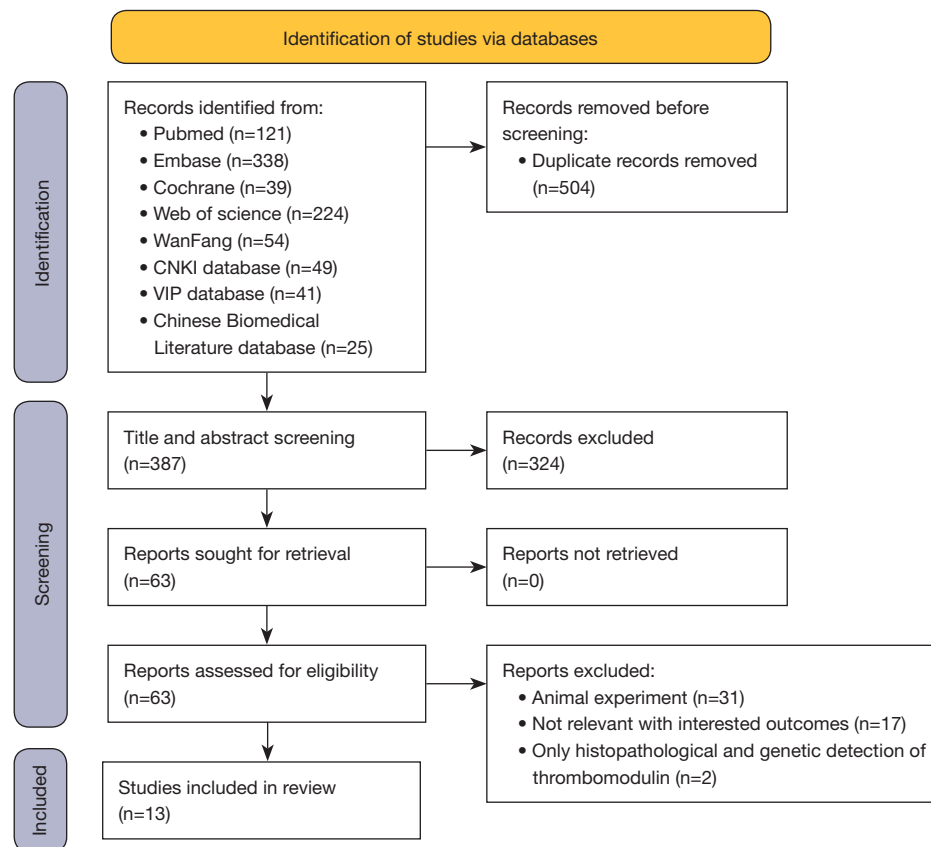 Identification of studies via databases
Identification
Records identified from:
• Pubmed (n=121)
• Embase (n=338)
• Cochrane (n=39)
• Web of science (n=224)
• WanFang (n=54)
• CNKI database (n=49)
• VIP database (n=41)
• Chinese Biomedical
Literature database (n=25)
Records removed before
screening:
• Duplicate records removed
(n=504)
Screening
Title and abstract screening
(n=387)
Records excluded
(n=324)
Reports sought for retrieval
(n=63)
Reports not retrieved
(n=0)
Reports assessed for eligibility
(n=63)
Reports excluded:
• Animal experiment (n=31)
• Not relevant with interested outcomes (n=17)
• Only histopathological and genetic detection of
thrombomodulin (n=2)
Included
Studies included in review
(n=13)